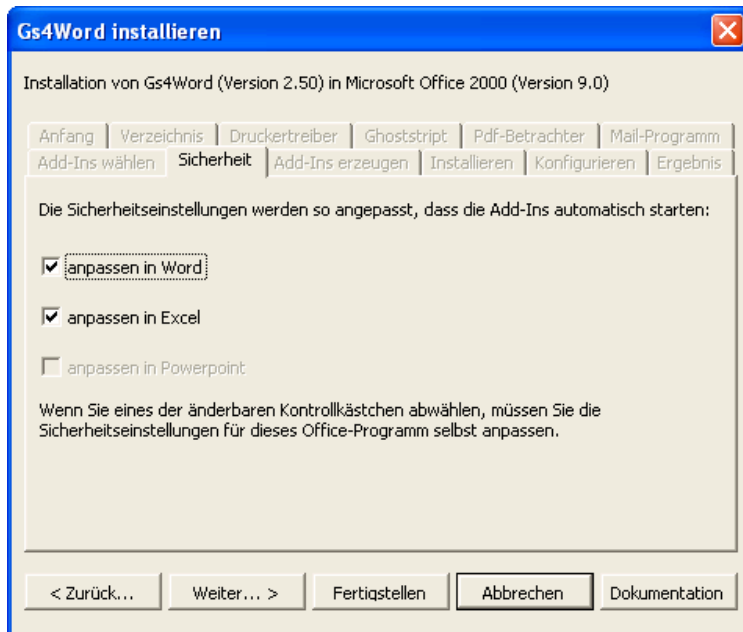 Gs4Word installieren
Installation von Gs4Word (Version 2.50) in Microsoft Office 2000 (Version 9.0)
Anfang Verzeichnis Druckertreiber Ghoststript Pdf-Betrachter Mail-Programm
Add-Ins wählen Sicherheit Add-Ins erzeugen Installieren Konfigurieren Ergebnis
Die Sicherheitseinstellungen werden so angepasst, dass die Add-Ins automatisch starten:
anpassen in Word
anpassen in Excel
anpassen in Powerpoint
Wenn Sie eines der änderbaren Kontrollkästchen abwählen, müssen Sie die
Sicherheitseinstellungen für dieses Office-Programm selbst anpassen.
< Zurück... Weiter... > Fertigstellen Abbrechen Dokumentation